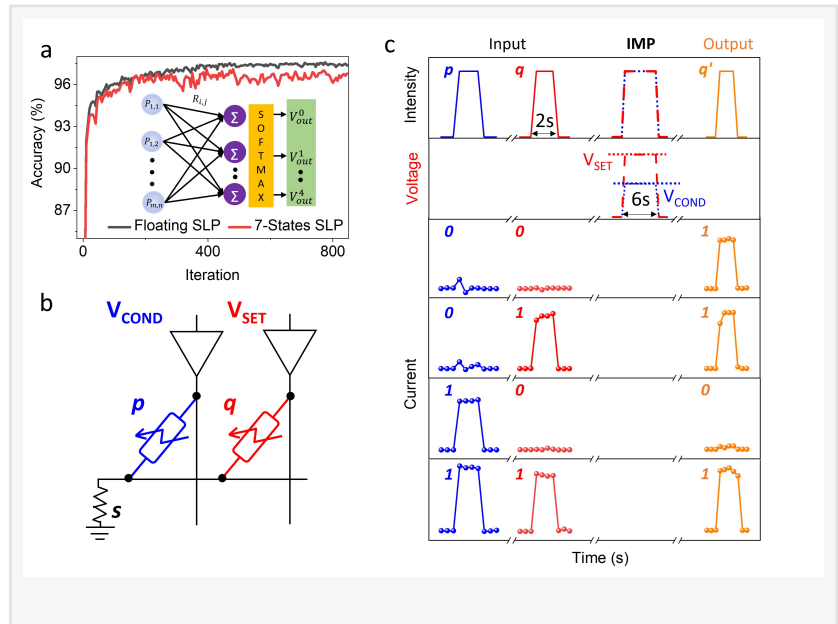 a
Accuracy (%)
96
93
90
87
0
400
800
Iteration
P1,1
P1,2
Pm,n
Ri,j
Σ
Σ
Σ
SOFTMAX
V0out
V1out
V4out
Floating SLP
7-States SLP
b
VCOND
VSET
p
q
s
c
Input
IMP
Output
Intensity
p
q
q'
2s
Voltage
VSET
VCOND
6s
Current
0
0
1
0
1
1
1
0
0
1
1
1
Time (s)